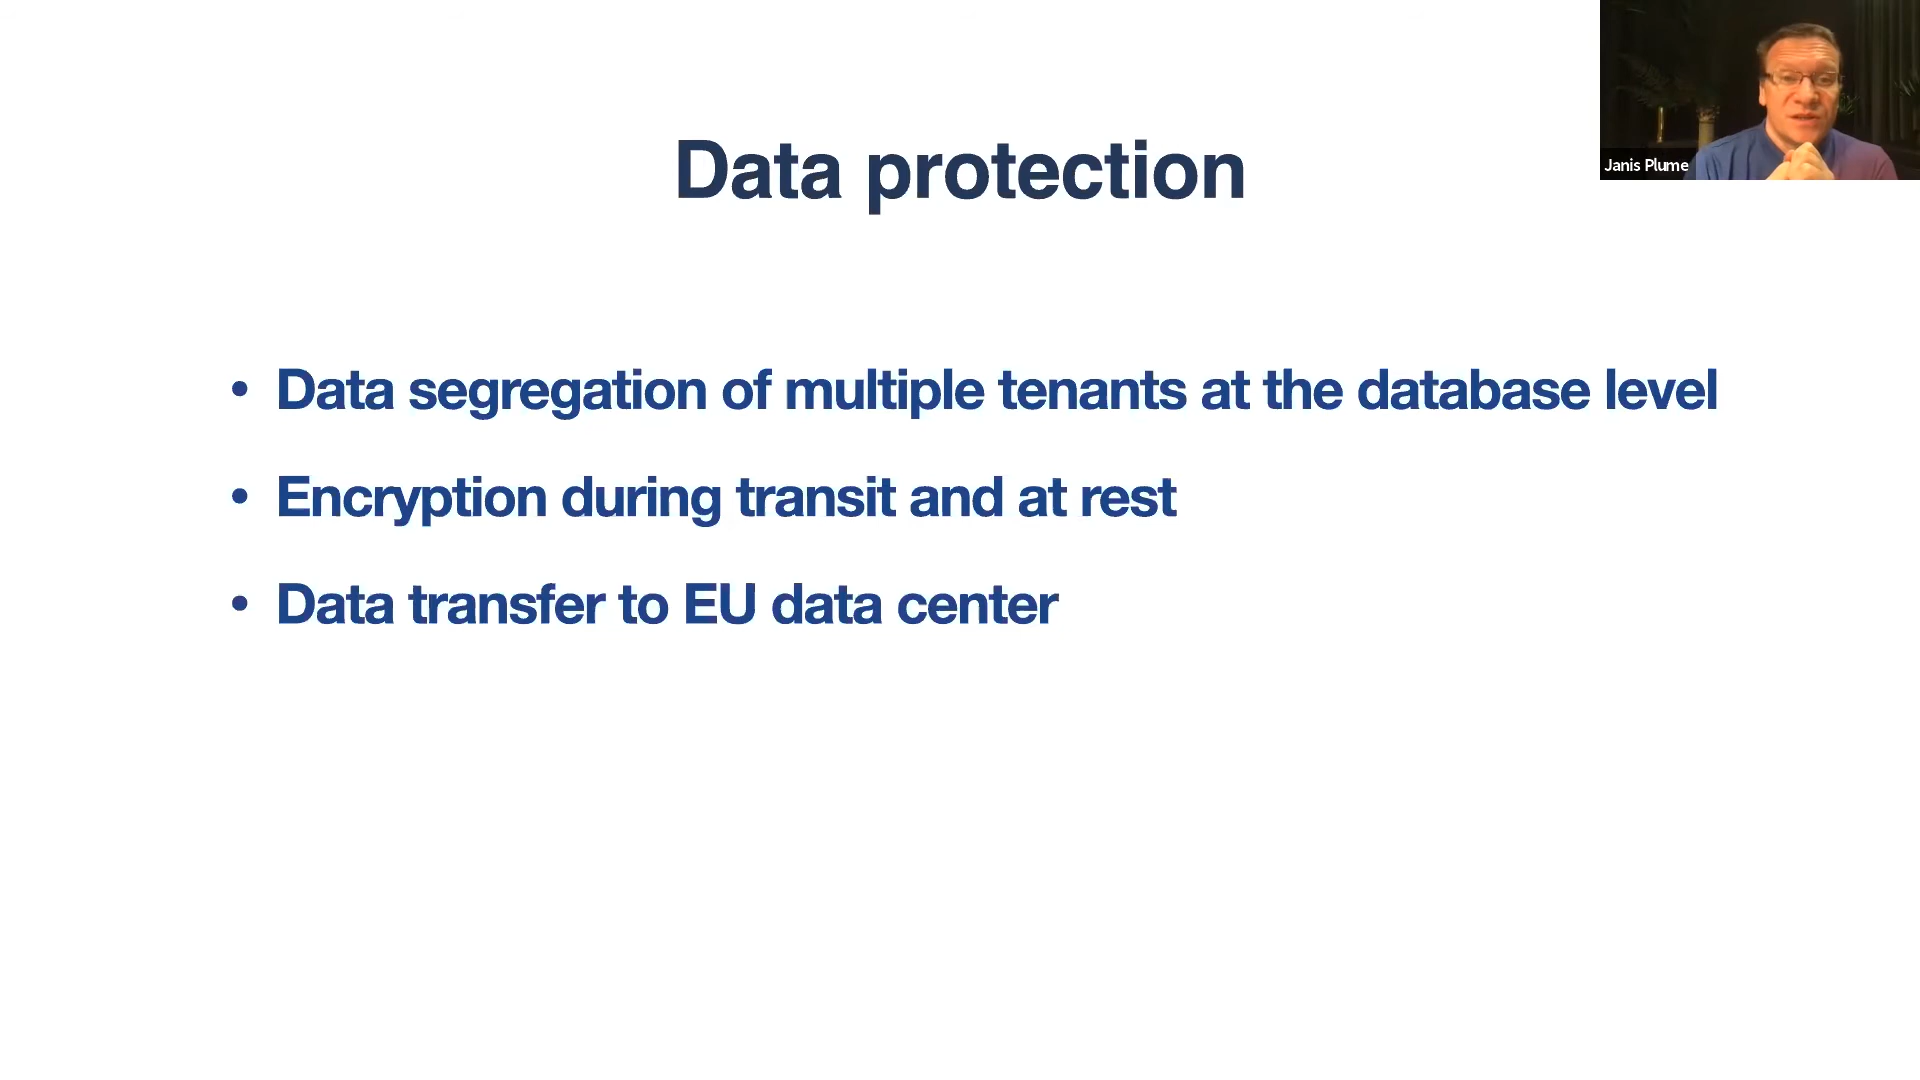 Data protection
Janis Plume
• Data segregation of multiple tenants at the database level
• Encryption during transit and at rest
• Data transfer to EU data center